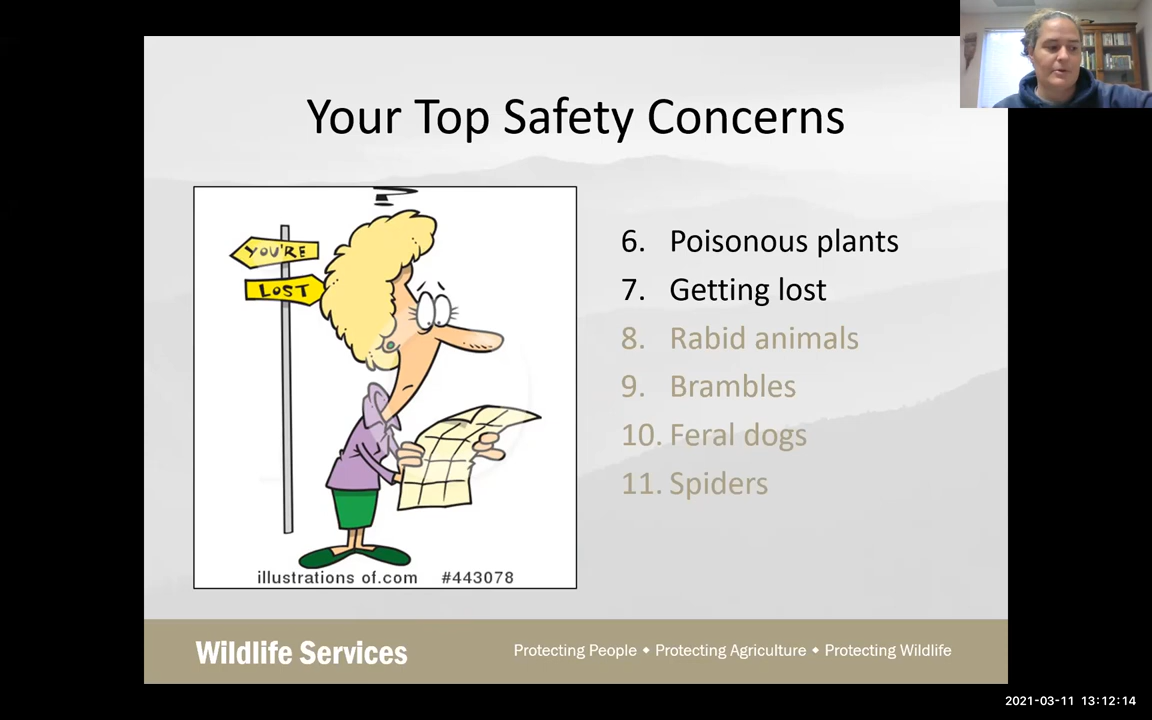 Your Top Safety Concerns
YOU'RE
LOST
illustrations of.com #443078
6. Poisonous plants
7. Getting lost
8. Rabid animals
9. Brambles
10. Feral dogs
11. Spiders
Wildlife Services
Protecting People ◆ Protecting Agriculture ◆ Protecting Wildlife
2021-03-11 13:12:14